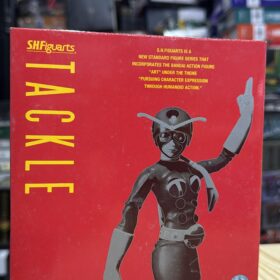 S.H.Figuarts
TACKLE
S.H.FIGUARTS IS A
NEW STANDARD FIGURE SERIES THAT
INCORPORATES THE BANDAI ACTION FIGURE
"ART" UNDER THE THEME
"PURSUING CHARACTER EXPRESSION
THROUGH HUMANOID ACTION."